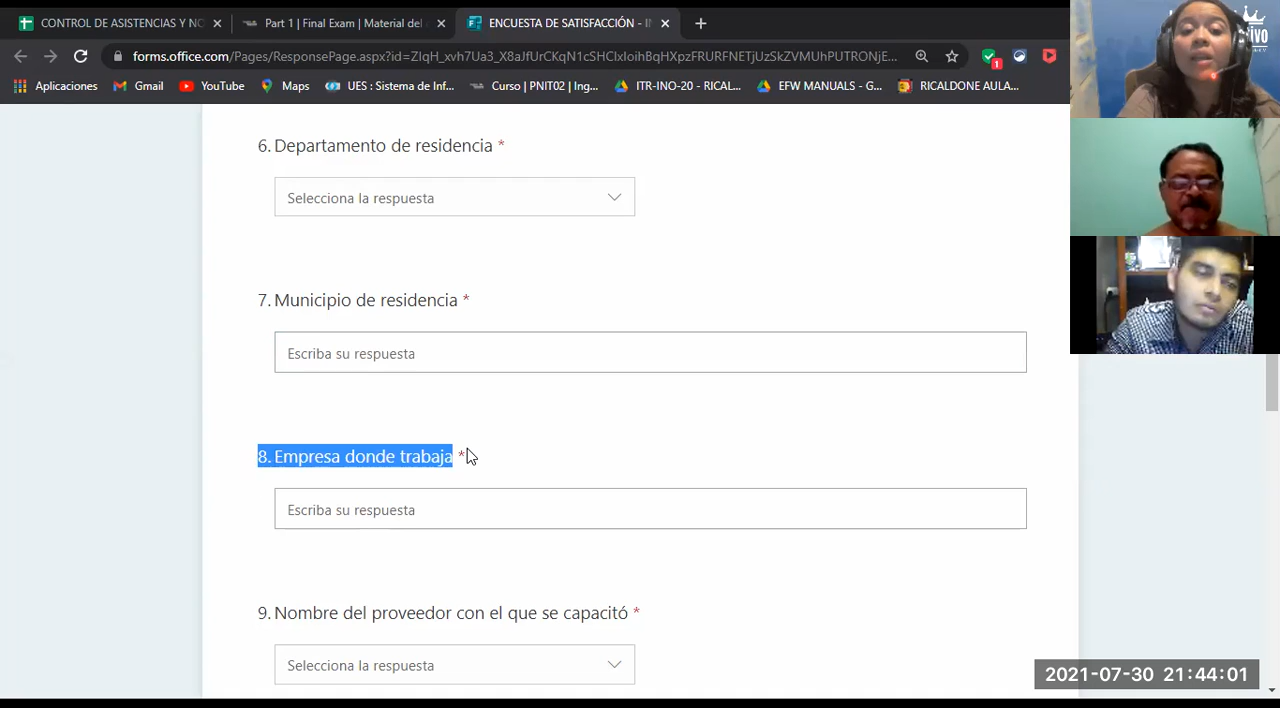 CONTROL DE ASISTENCIAS Y NO
Part 1 | Final Exam | Material del
ENCUESTA DE SATISFACCIÓN - I
forms.office.com/Pages/ResponsePage.aspx?id=
Aplicaciones
Gmail
YouTube
Maps
UES : Sistema de Inf...
Curso | PNIT02 | Ing...
ITR-INO-20 - RICAL...
EFW MANUALS - G...
RICALDONE AULA...
6. Departamento de residencia *
Selecciona la respuesta
7. Municipio de residencia *
Escriba su respuesta
8. Empresa donde trabaja *
Escriba su respuesta
9. Nombre del proveedor con el que se capacitó *
Selecciona la respuesta
2021-07-30 21:44:01